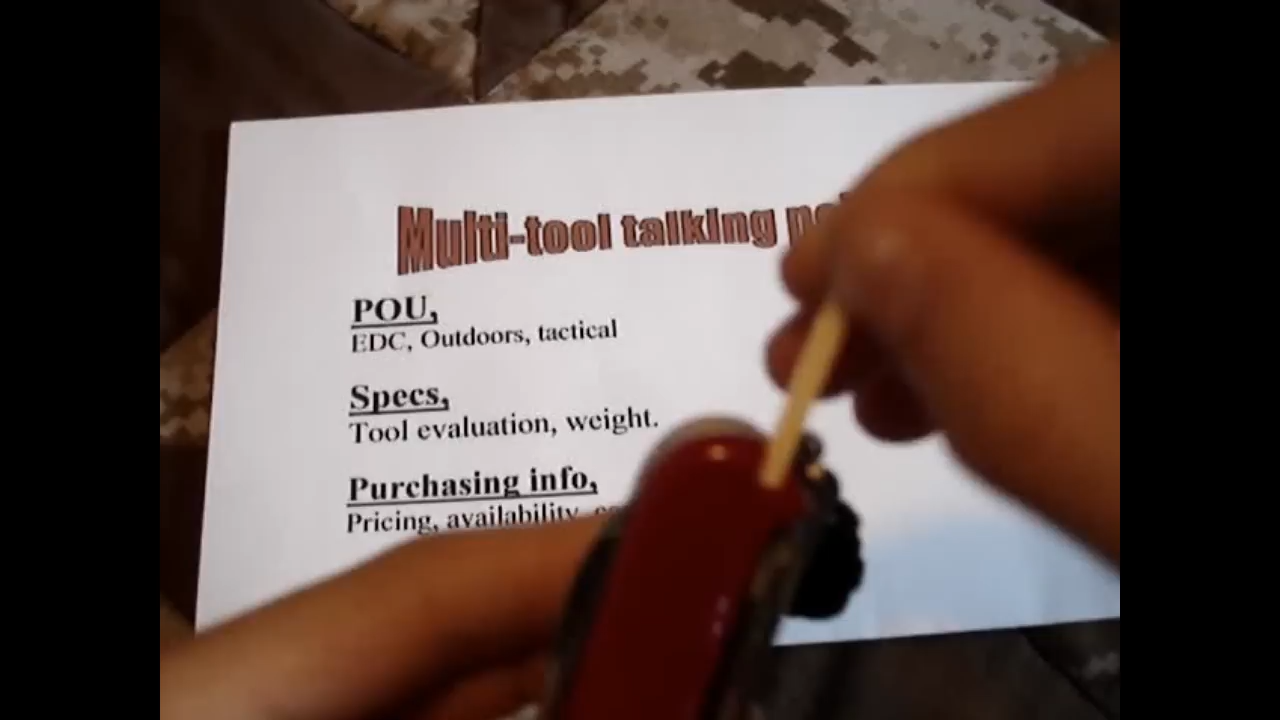 Multi-tool talking
POU,
EDC, Outdoors, tactical
Specs,
Tool evaluation, weight.
Purchasing info,
Pricing, availability,